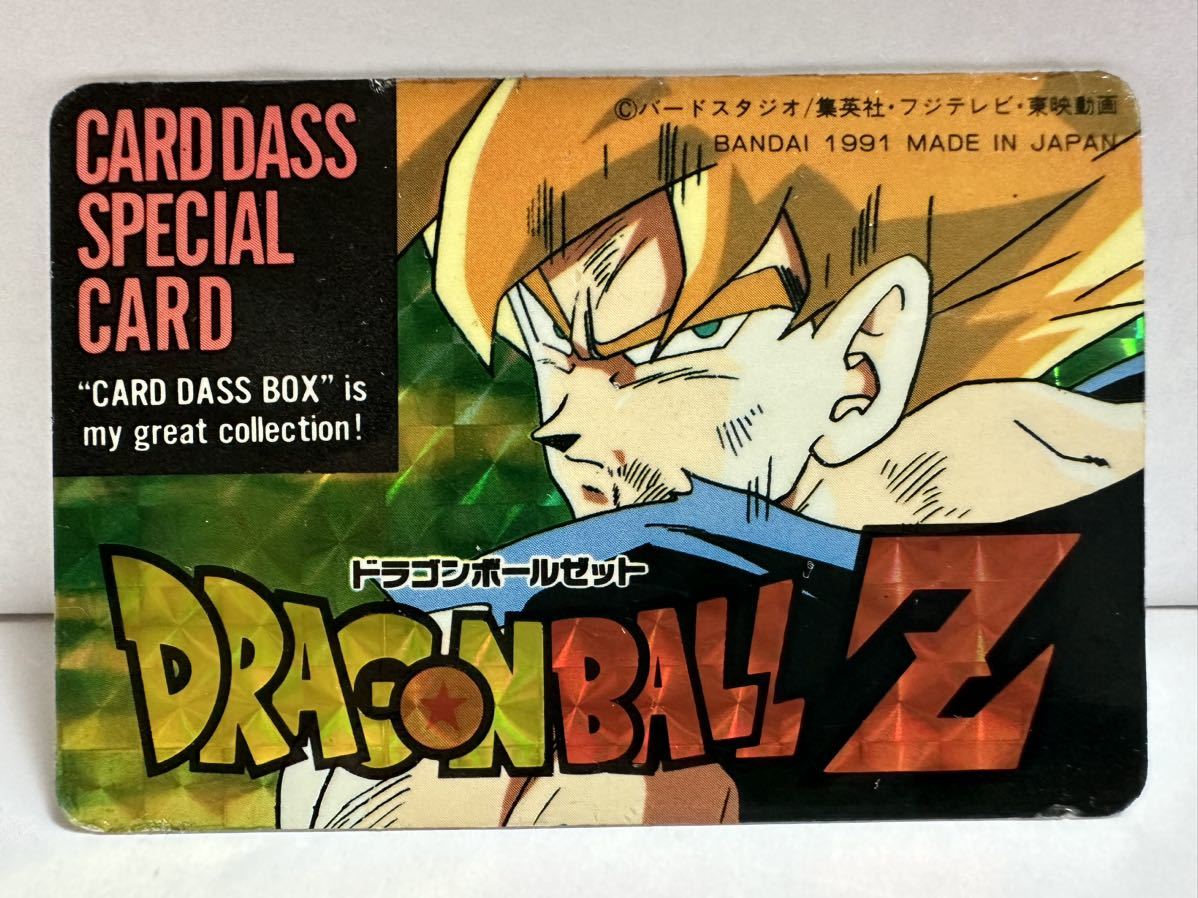 CARD DASS
SPECIAL
CARD
“CARD DASS BOX” is
my great collection!
©バードスタジオ/集英社・フジテレビ・東映動画
BANDAI 1991 MADE IN JAPAN
ドラゴンボールゼット
DRAGONBALL Z